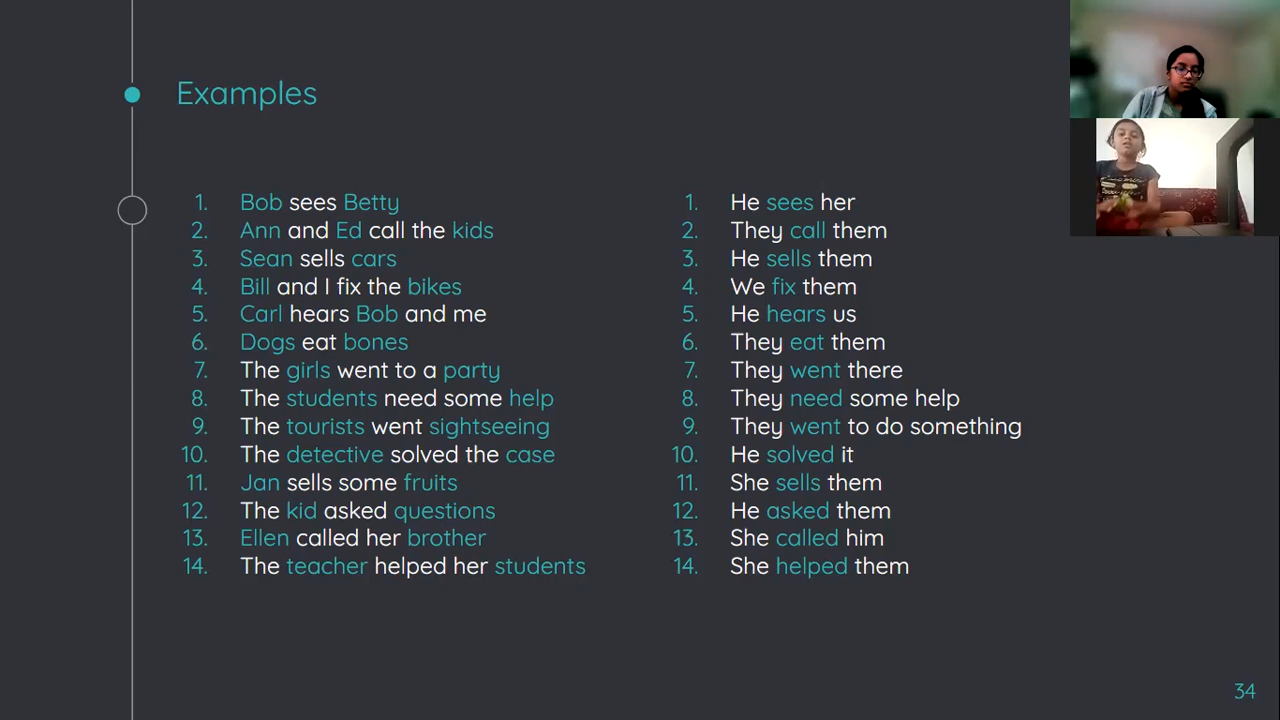 Examples
1. Bob sees Betty
2. Ann and Ed call the kids
3. Sean sells cars
4. Bill and I fix the bikes
5. Carl hears Bob and me
6. Dogs eat bones
7. The girls went to a party
8. The students need some help
9. The tourists went sightseeing
10. The detective solved the case
11. Jan sells some fruits
12. The kid asked questions
13. Ellen called her brother
14. The teacher helped her students
1. He sees her
2. They call them
3. He sells them
4. We fix them
5. He hears us
6. They eat them
7. They went there
8. They need some help
9. They went to do something
10. He solved it
11. She sells them
12. He asked them
13. She called him
14. She helped them
34